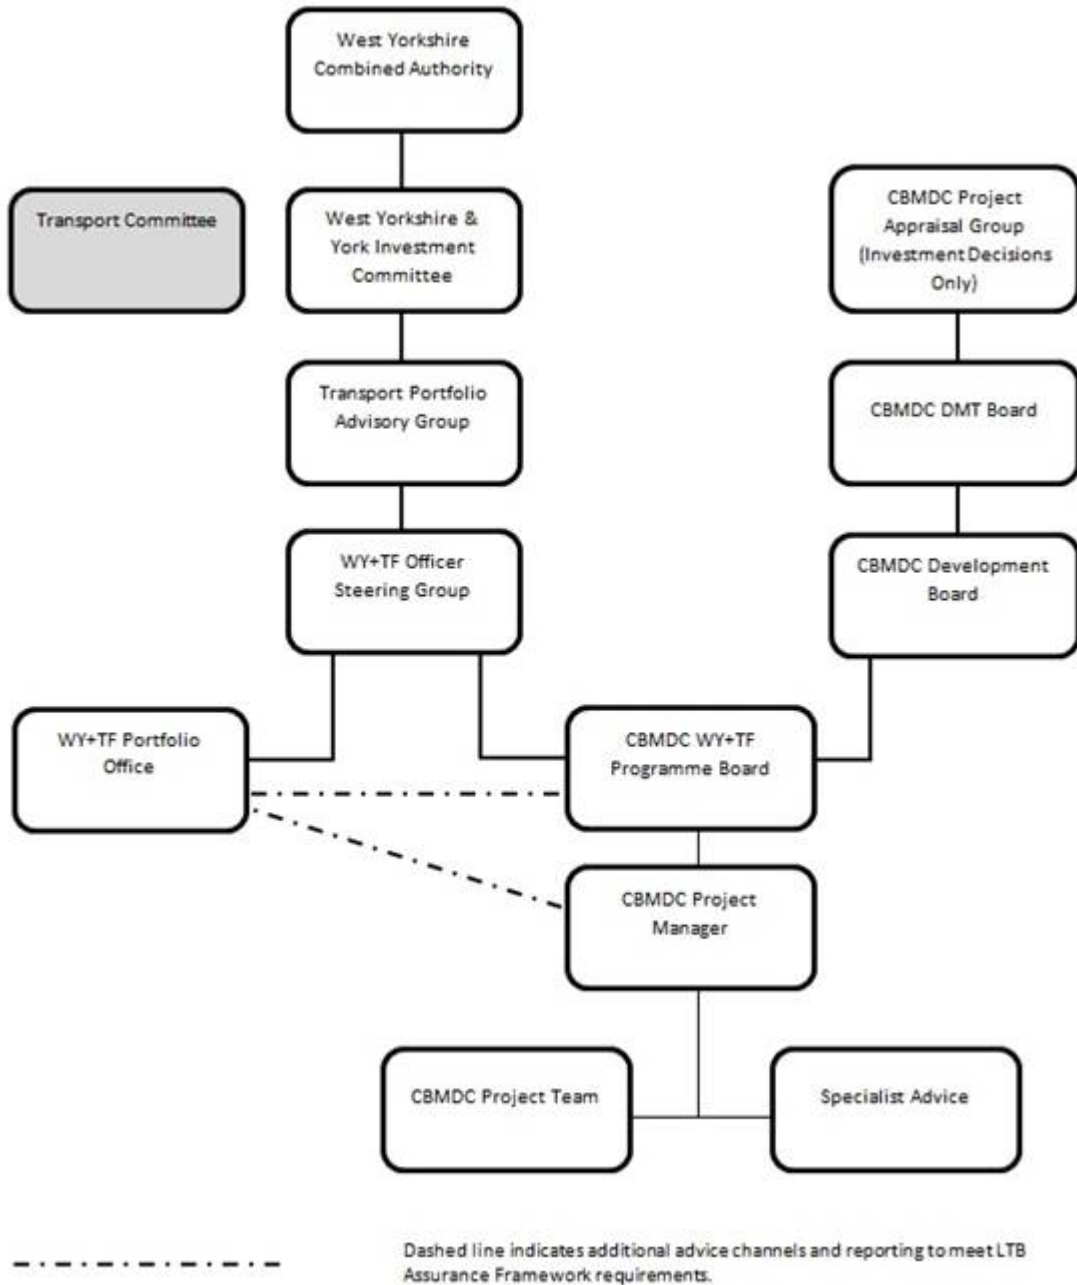 West Yorkshire
Combined Authority
Transport Committee
West Yorkshire &
York Investment
Committee
CBMDC Project
Appraisal Group
(Investment Decisions
Only)
Transport Portfolio
Advisory Group
CBMDC DMT Board
WY+TF Officer
Steering Group
CBMDC Development
Board
WY+TF Portfolio
Office
CBMDC WY+TF
Programme Board
CBMDC Project
Manager
CBMDC Project Team
Specialist Advice
Dashed line indicates additional advice channels and reporting to meet LTB
Assurance Framework requirements.